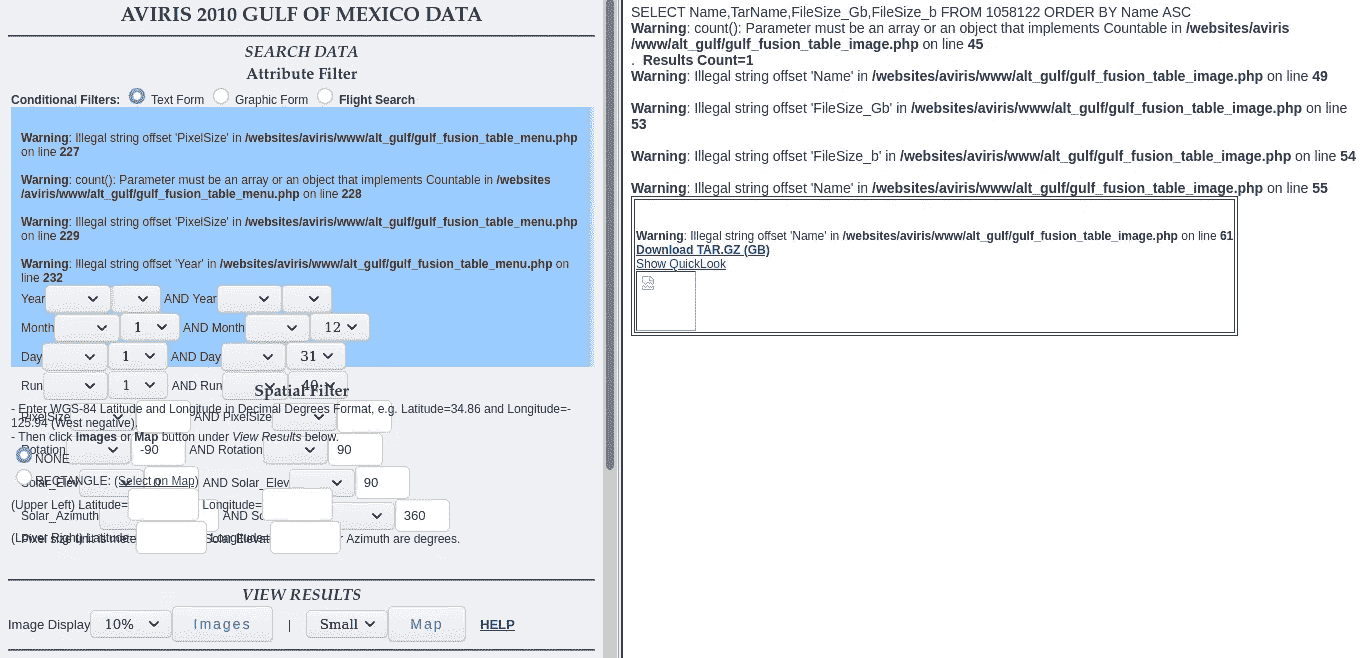 AVIRIS 2010 GULF OF MEXICO DATA
SEARCH DATA
Attribute Filter
Conditional Filters: Text Form Graphic Form Flight Search
Warning: Illegal string offset 'PixelSize' in /websites/aviris/www/alt_gulf/gulf_fusion_table_menu.php
on line 227
Warning: count(): Parameter must be an array or an object that implements Countable in /websites
/aviris/www/alt_gulf/gulf_fusion_table_menu.php on line 228
Warning: Illegal string offset 'PixelSize' in /websites/aviris/www/alt_gulf/gulf_fusion_table_menu.php
on line 229
Warning: Illegal string offset 'Year' in /websites/aviris/www/alt_gulf/gulf_fusion_table_menu.php on
line 232
Year AND Year
Month 1 AND Month 12
Day 1 AND Day 31
Run 1 AND Run 40
Spatial Filter
- Enter WGS-84 Latitude and Longitude in Decimal Degrees Format, e.g. Latitude=34.86 and Longitude=-
125.94 (West negative).
PixelSize AND PixelSize
- Then click Images or Map button under View Results below.
Rotation -90 AND Rotation 90
NONE
RECTANGLE: (Select on Map)
Solar_Elev 0 AND Solar_Elev 90
(Upper Left) Latitude= Longitude=
Solar_Azimuth AND 360
(Lower Right) Latitude= Longitude=
Azimuth are degrees.
VIEW RESULTS
Image Display 10% Images | Small Map HELP
SELECT Name,TarName,FileSize_Gb,FileSize_b FROM 1058122 ORDER BY Name ASC
Warning: count(): Parameter must be an array or an object that implements Countable in /websites/aviris
/www/alt_gulf/gulf_fusion_table_image.php on line 45
. Results Count=1
Warning: Illegal string offset 'Name' in /websites/aviris/www/alt_gulf/gulf_fusion_table_image.php on line 49
Warning: Illegal string offset 'FileSize_Gb' in /websites/aviris/www/alt_gulf/gulf_fusion_table_image.php on line
53
Warning: Illegal string offset 'FileSize_b' in /websites/aviris/www/alt_gulf/gulf_fusion_table_image.php on line 54
Warning: Illegal string offset 'Name' in /websites/aviris/www/alt_gulf/gulf_fusion_table_image.php on line 55
Warning: Illegal string offset 'Name' in /websites/aviris/www/alt_gulf/gulf_fusion_table_image.php on line 61
Download TAR.GZ (GB)
Show QuickLook